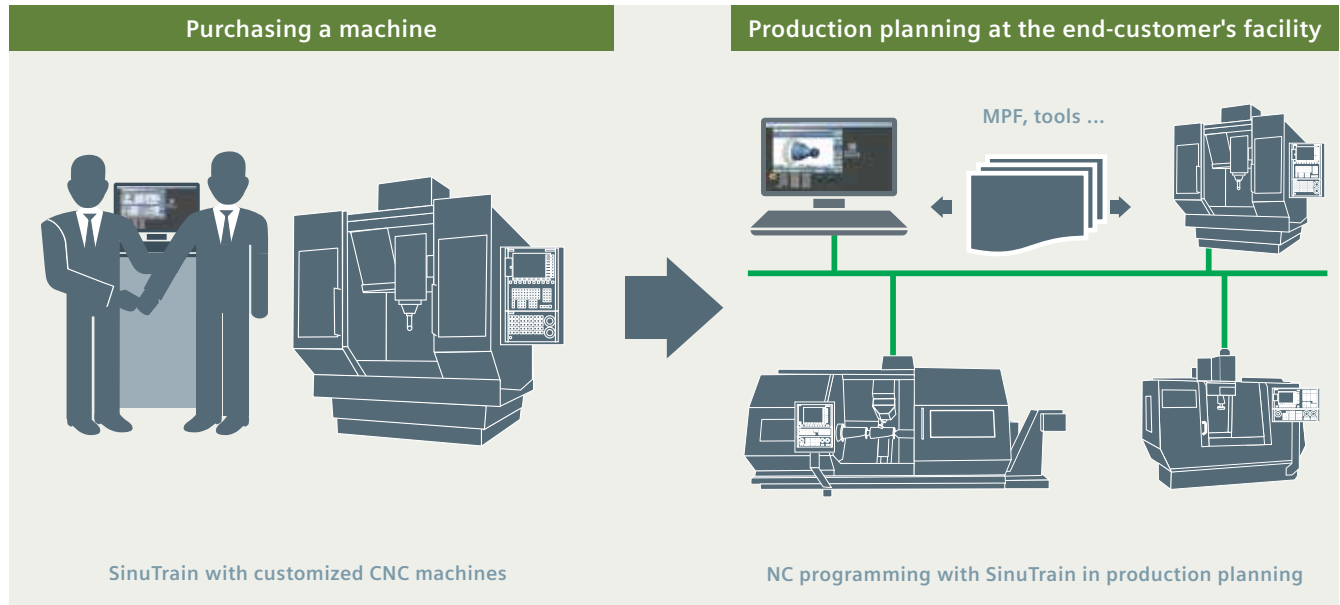 Purchasing a machine
Production planning at the end-customer's facility
MPF, tools ...
SinuTrain with customized CNC machines
NC programming with SinuTrain in production planning